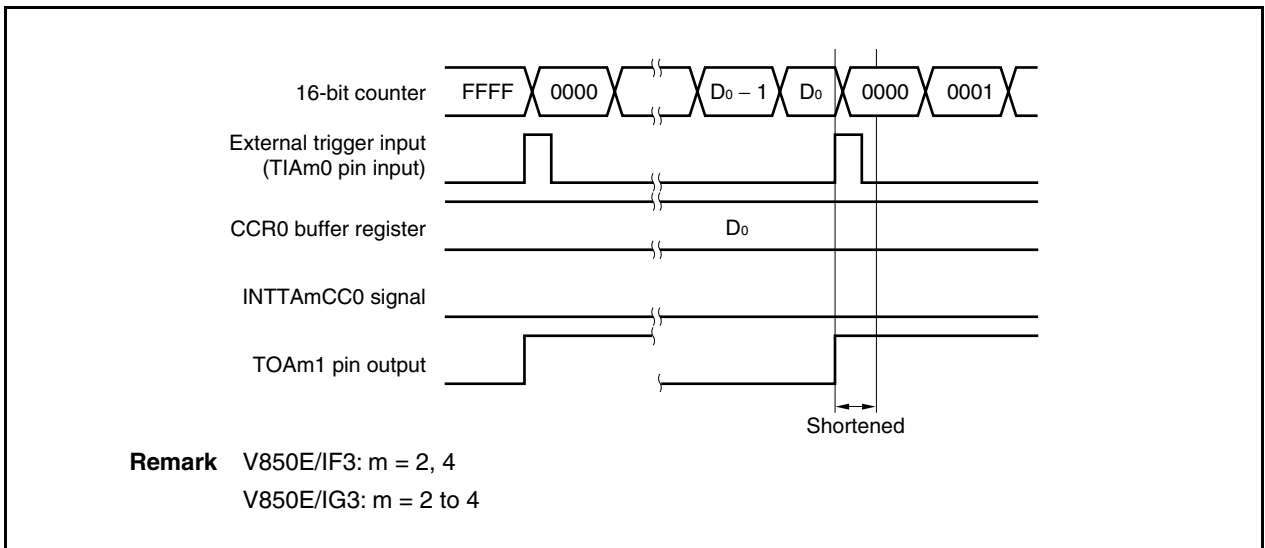 16-bit counter FFFF 0000 D0 − 1 D0 0000 0001
External trigger input
(TIAm0 pin input)
CCR0 buffer register D0
INTTAmCC0 signal
TOAm1 pin output
Shortened
Remark V850E/IF3: m = 2, 4
V850E/IG3: m = 2 to 4